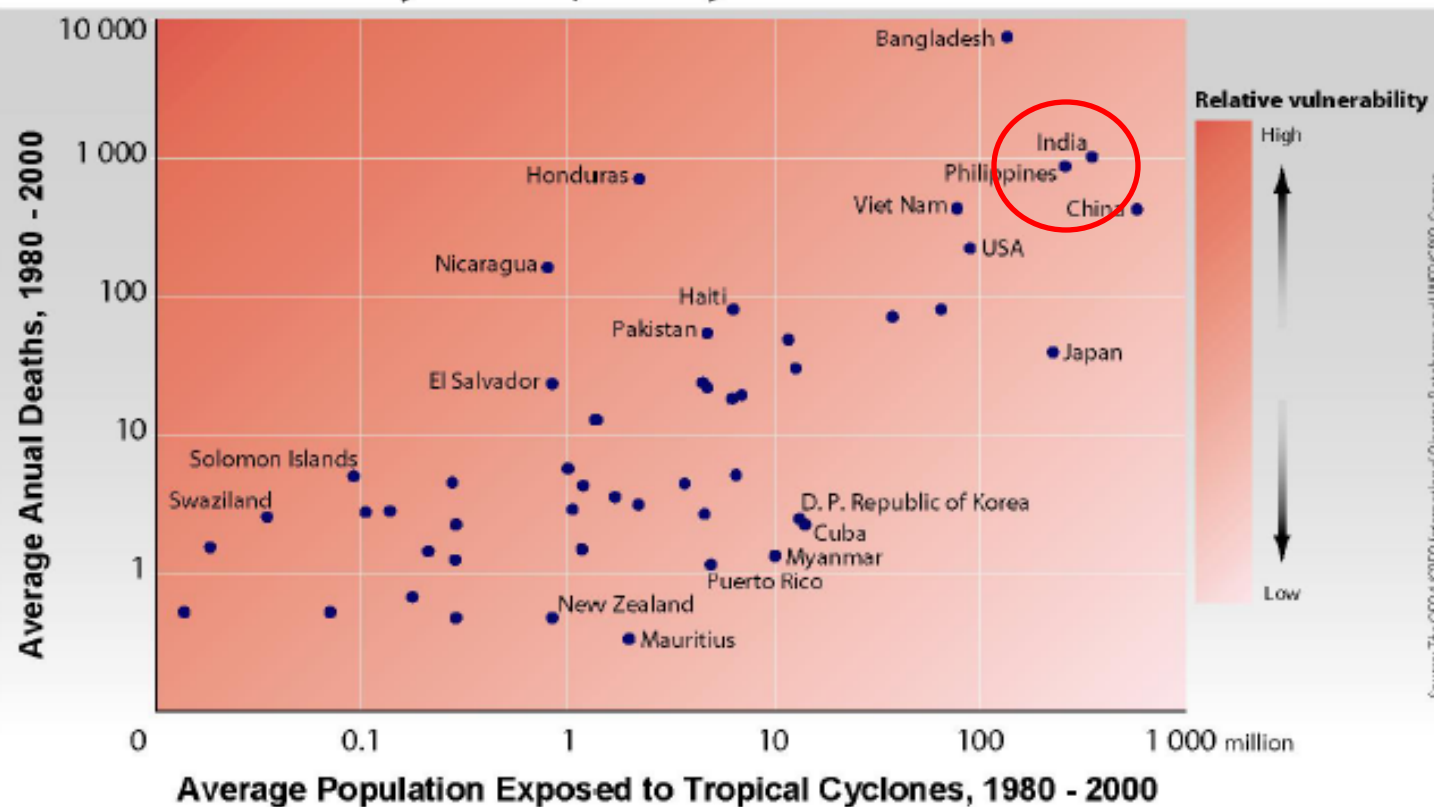 10 000
1 000
100
10
1
Average Anual Deaths, 1980 - 2000
Bangladesh
India
Philippines
Honduras
Viet Nam
China
USA
Nicaragua
Haiti
Pakistan
Japan
El Salvador
Solomon Islands
Swaziland
D. P. Republic of Korea
Cuba
Myanmar
Puerto Rico
New Zealand
Mauritius
Relative vulnerability
High
Low
0 0.1 1 10 100 1 000 million
Average Population Exposed to Tropical Cyclones, 1980 - 2000